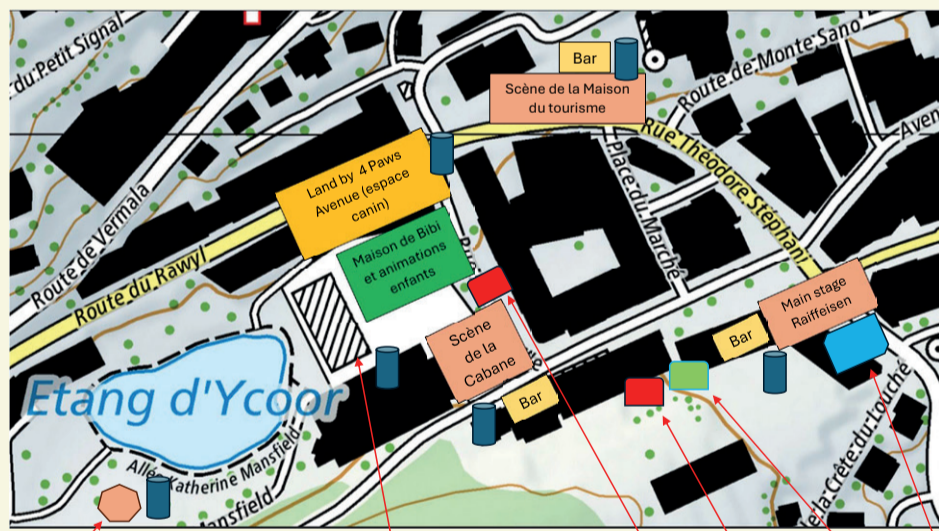 du Petit Signal
Bar
Scène de la Maison
du tourisme
Route de Monte Sano
Rue Théodore Stéphani
Land by 4 Paws
Avenue (espace
canin)
Place du Marché
Route de Vermala
Route du Rawyl
Maison de Bibi
et animations
enfants
Main stage
Raiffeisen
Bar
Scène
de la
Cabane
Bar
Etang d'Ycoor
Allée Katherine Mansfield
Mansfield
de la Crête du Louché